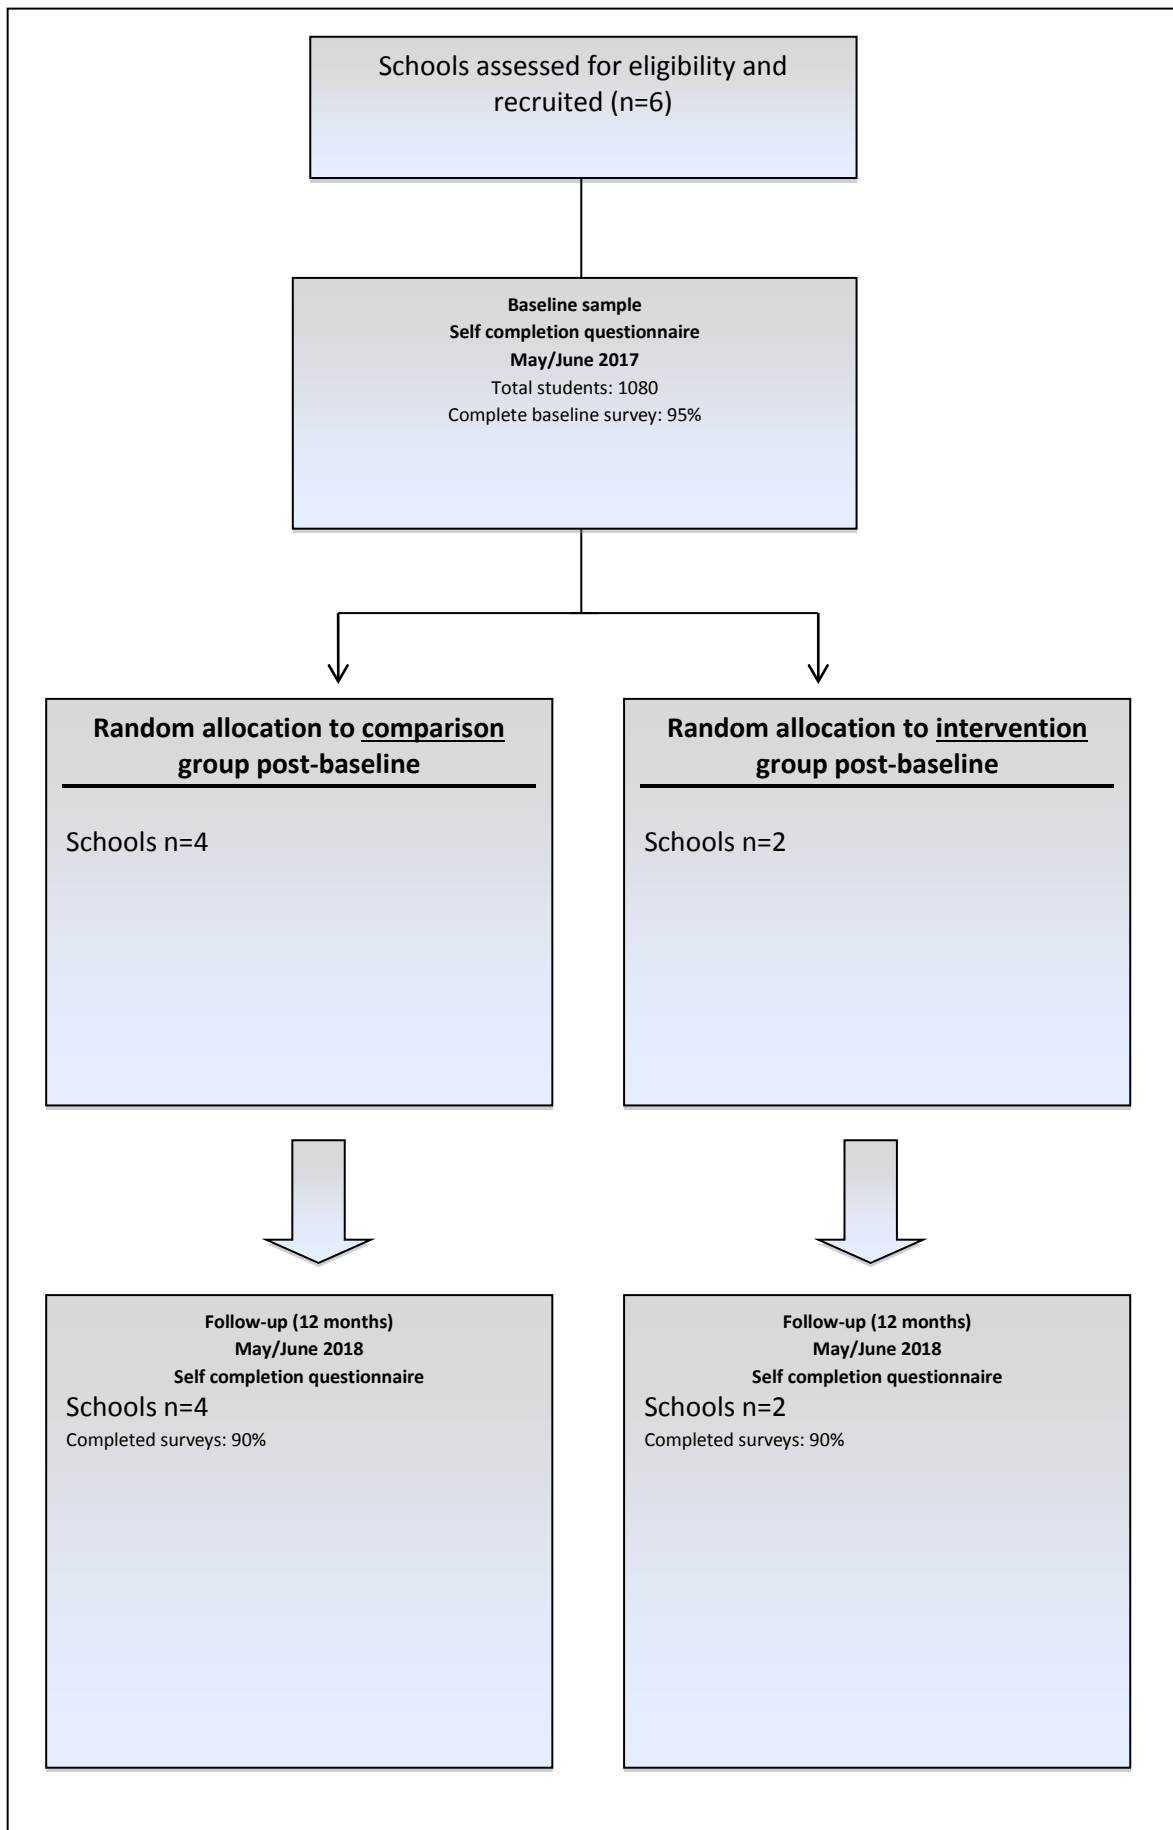 Schools assessed for eligibility and
recruited (n=6)
Baseline sample
Self completion questionnaire
May/June 2017
Total students: 1080
Complete baseline survey: 95%
Random allocation to comparison
group post-baseline
Schools n=4
Random allocation to intervention
group post-baseline
Schools n=2
Follow-up (12 months)
May/June 2018
Self completion questionnaire
Schools n=4
Completed surveys: 90%
Follow-up (12 months)
May/June 2018
Self completion questionnaire
Schools n=2
Completed surveys: 90%